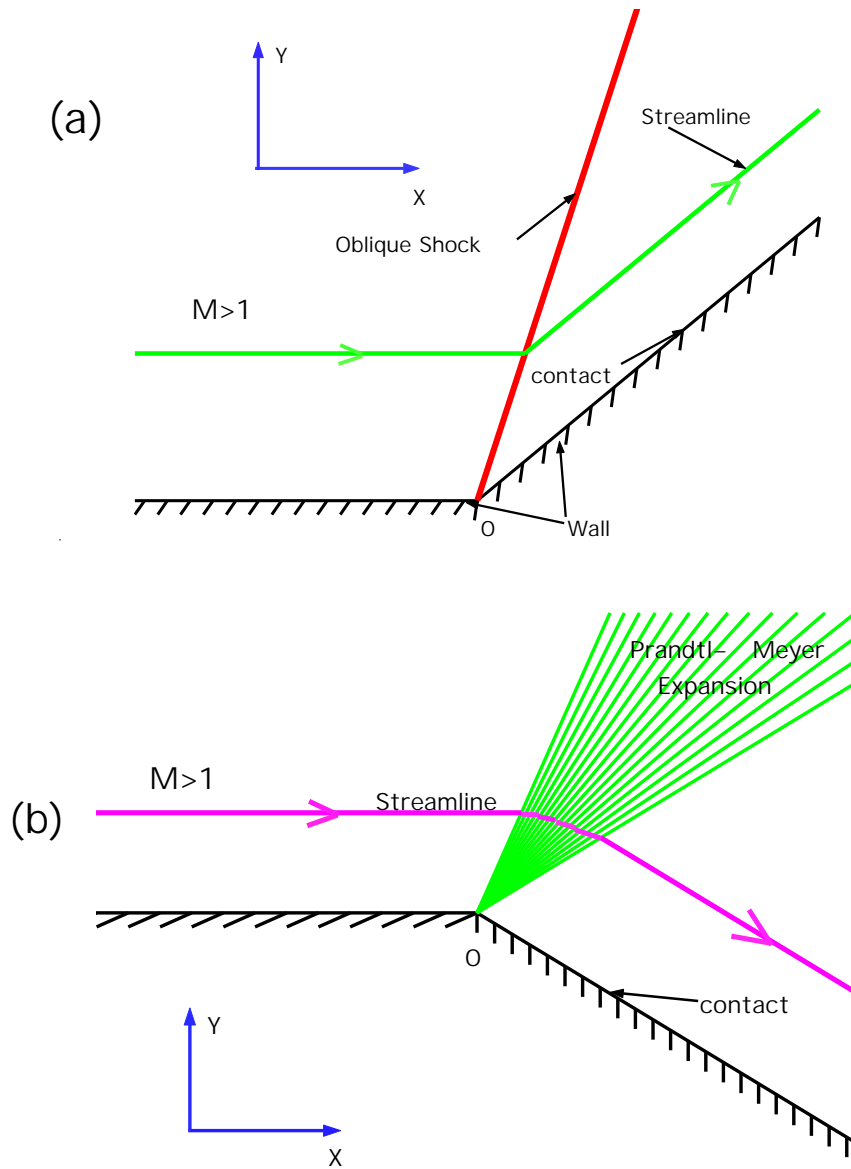 Y
(a)
Streamline
X
Oblique Shock
M>1
contact
O
Wall
Prandtl– Meyer
Expansion
M>1
Streamline
(b)
O
contact
Y
X